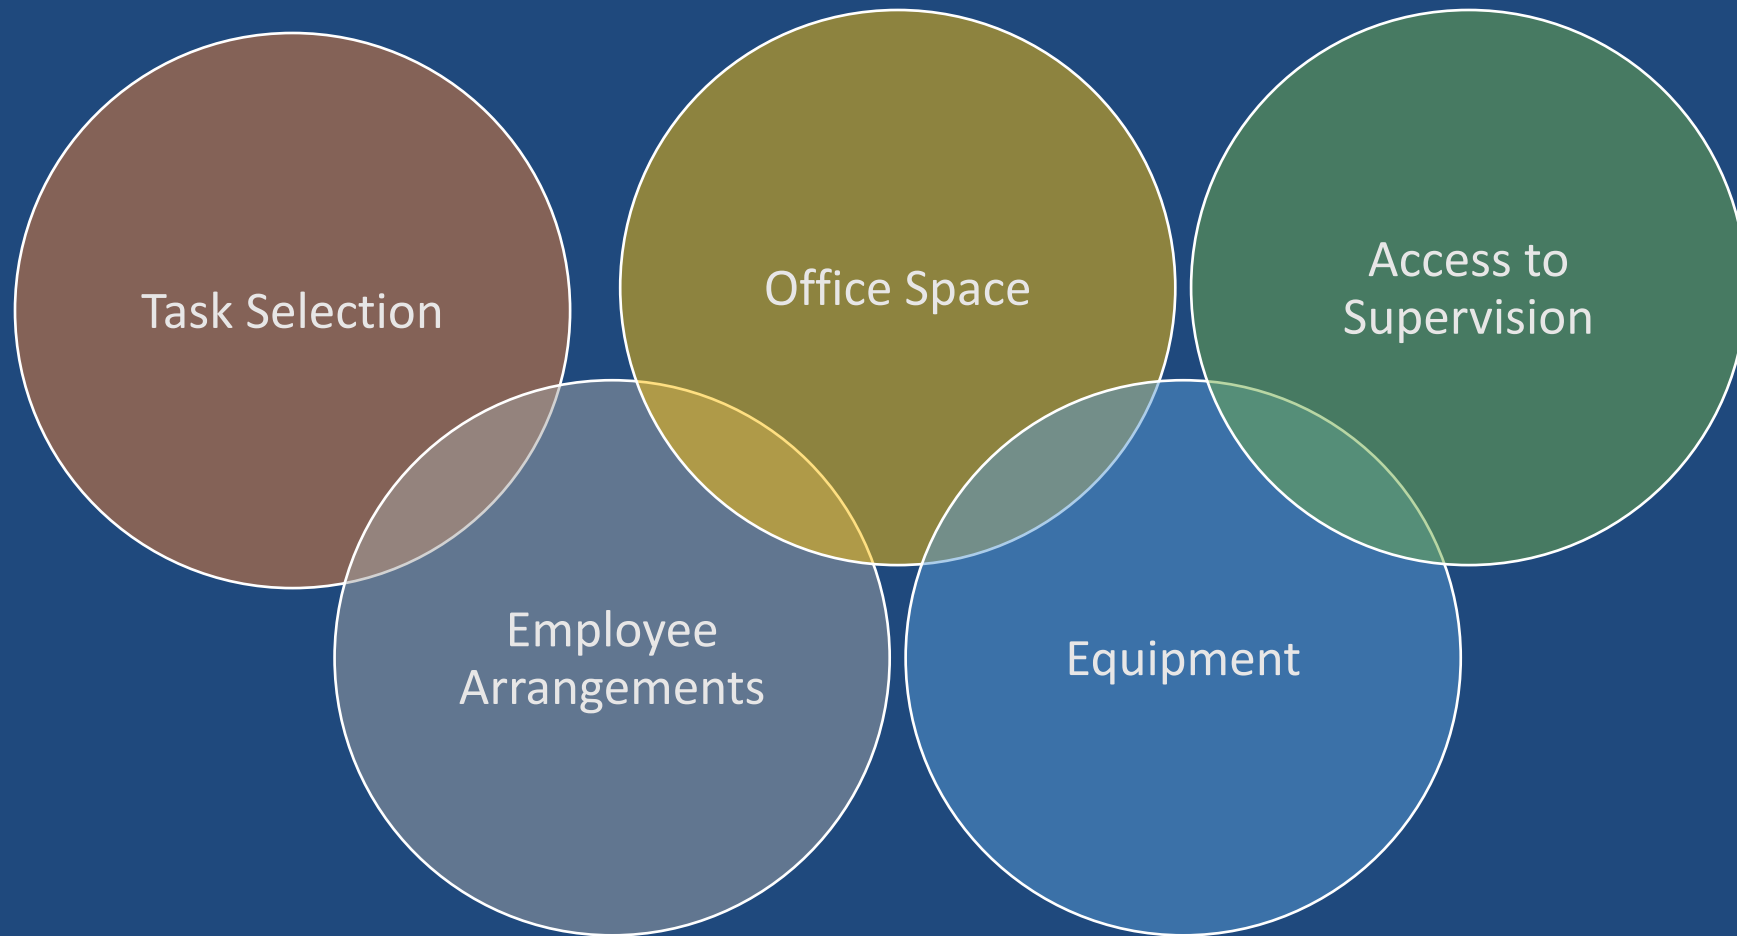 Task Selection
Office Space
Access to
Supervision
Employee
Arrangements
Equipment